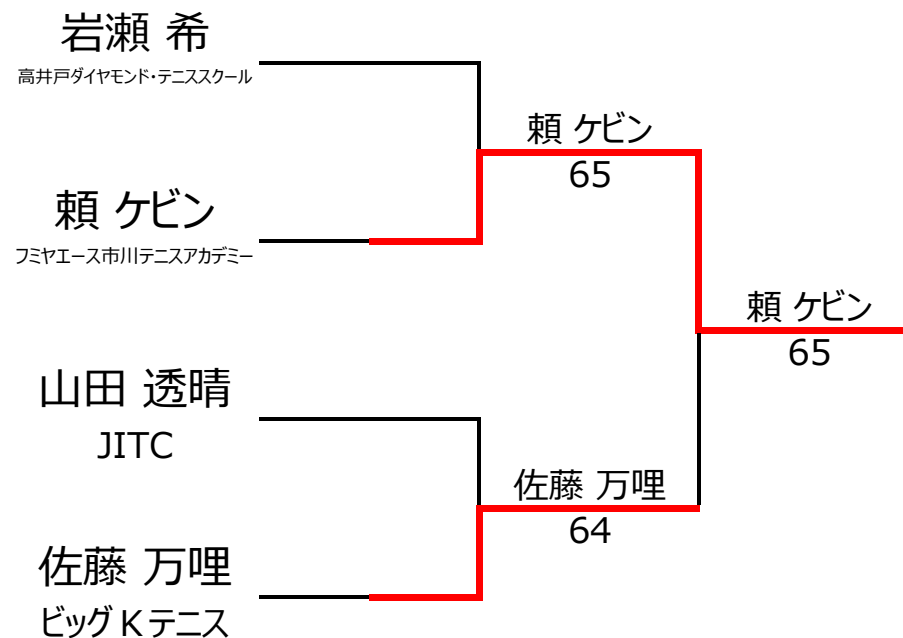 岩瀬 希
高井戸ダイヤモンド・テニススクール
頼 ケビン
65
頼 ケビン
フミヤエース市川テニスアカデミー
頼 ケビン
65
山田 透晴
JITC
佐藤 万哩
64
佐藤 万哩
ビッグKテニス